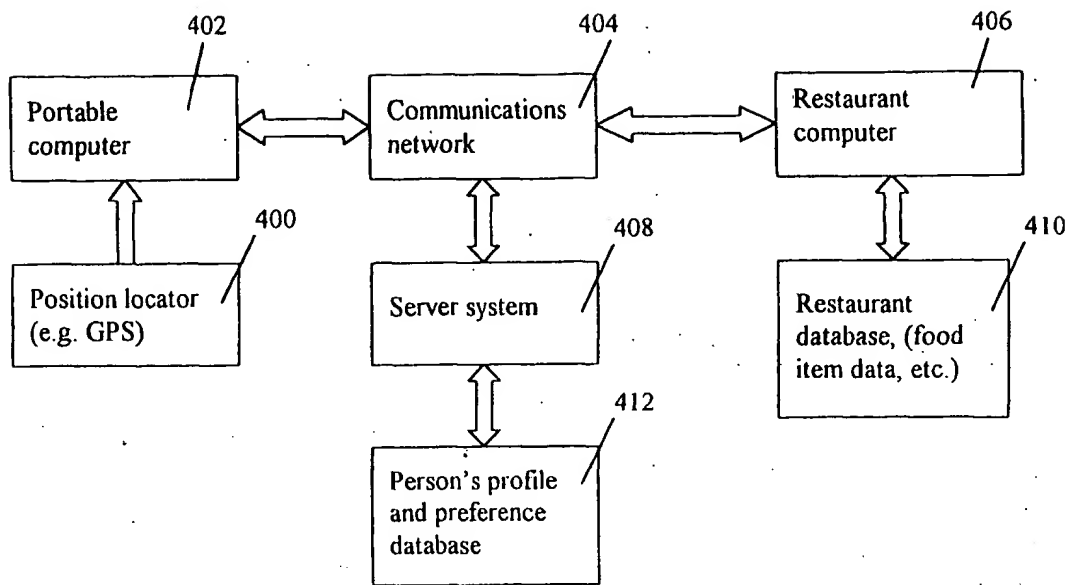 402
404
406
Portable
computer
Communications
network
Restaurant
computer
400
408
410
Position locator
(e.g. GPS)
Server system
Restaurant
database, (food
item data, etc.)
412
Person's profile
and preference
database